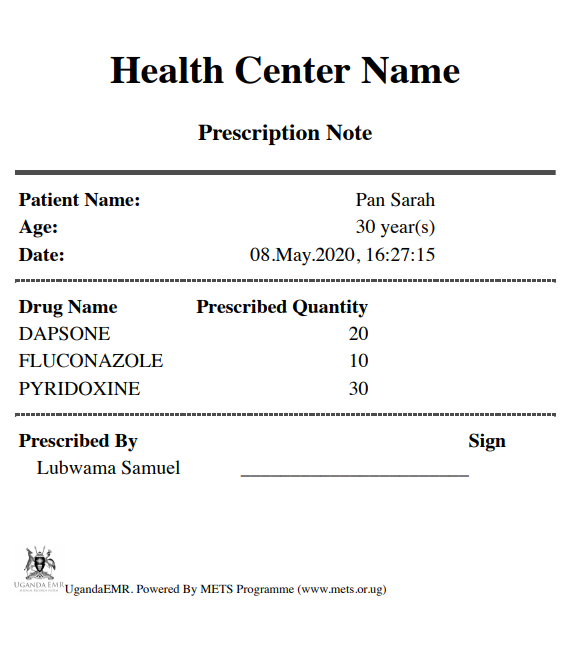 Health Center Name
Prescription Note
Patient Name: Pan Sarah
Age: 30 year(s)
Date: 08.May.2020, 16:27:15
Drug Name Prescribed Quantity
DAPSONE 20
FLUCONAZOLE 10
PYRIDOXINE 30
Prescribed By Sign
Lubwama Samuel
UGANDA EMR
UgandaEMR. Powered By METS Programme (www.mets.or.ug)